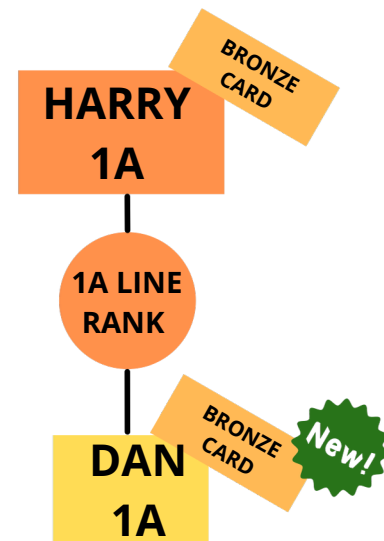 BRONZE
CARD
HARRY
1A
1A LINE
RANK
BRONZE
CARD
New!
DAN
1A